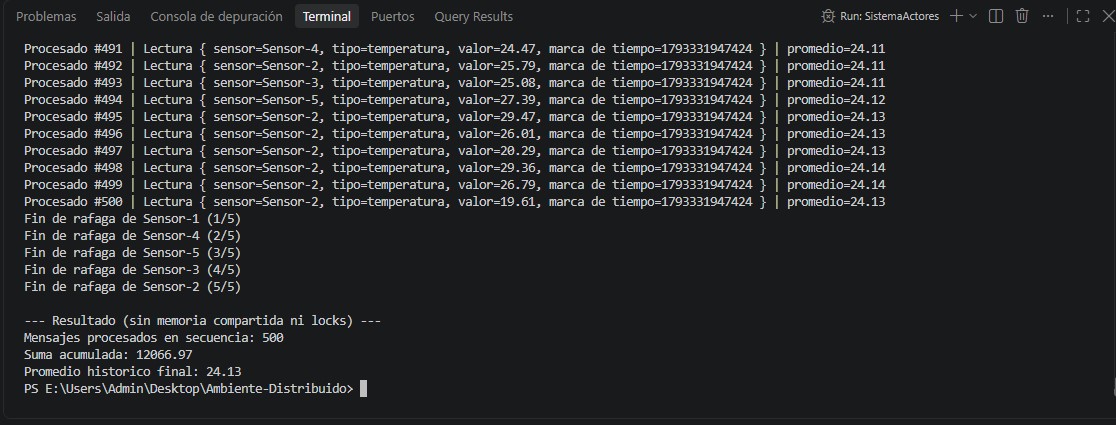 Problemas Salida Consola de depuración Terminal Puertos Query Results Run: SistemaActores
Procesado #491 | Lectura { sensor=Sensor-4, tipo=temperatura, valor=24.47, marca de tiempo=1793331947424 } | promedio=24.11
Procesado #492 | Lectura { sensor=Sensor-2, tipo=temperatura, valor=25.79, marca de tiempo=1793331947424 } | promedio=24.11
Procesado #493 | Lectura { sensor=Sensor-3, tipo=temperatura, valor=25.08, marca de tiempo=1793331947424 } | promedio=24.11
Procesado #494 | Lectura { sensor=Sensor-5, tipo=temperatura, valor=27.39, marca de tiempo=1793331947424 } | promedio=24.12
Procesado #495 | Lectura { sensor=Sensor-2, tipo=temperatura, valor=29.47, marca de tiempo=1793331947424 } | promedio=24.13
Procesado #496 | Lectura { sensor=Sensor-2, tipo=temperatura, valor=26.01, marca de tiempo=1793331947424 } | promedio=24.13
Procesado #497 | Lectura { sensor=Sensor-2, tipo=temperatura, valor=20.29, marca de tiempo=1793331947424 } | promedio=24.13
Procesado #498 | Lectura { sensor=Sensor-2, tipo=temperatura, valor=29.36, marca de tiempo=1793331947424 } | promedio=24.14
Procesado #499 | Lectura { sensor=Sensor-2, tipo=temperatura, valor=26.79, marca de tiempo=1793331947424 } | promedio=24.14
Procesado #500 | Lectura { sensor=Sensor-2, tipo=temperatura, valor=19.61, marca de tiempo=1793331947424 } | promedio=24.13
Fin de rafaga de Sensor-1 (1/5)
Fin de rafaga de Sensor-4 (2/5)
Fin de rafaga de Sensor-5 (3/5)
Fin de rafaga de Sensor-3 (4/5)
Fin de rafaga de Sensor-2 (5/5)
--- Resultado (sin memoria compartida ni locks) ---
Mensajes procesados en secuencia: 500
Suma acumulada: 12066.97
Promedio historico final: 24.13
PS E:\Users\Admin\Desktop\Ambiente-Distribuido>